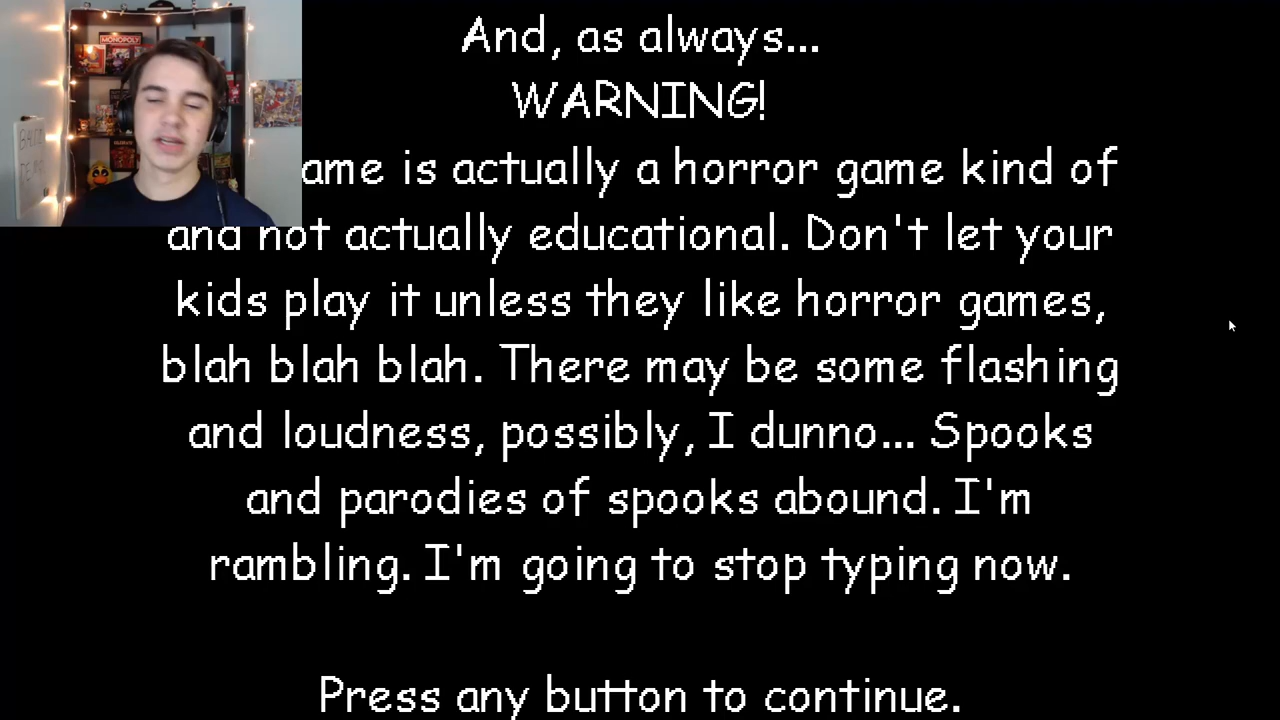 And, as always...
WARNING!
ame is actually a horror game kind of
and not actually educational. Don't let your
kids play it unless they like horror games,
blah blah blah. There may be some flashing
and loudness, possibly, I dunno... Spooks
and parodies of spooks abound. I'm
rambling. I'm going to stop typing now.
Press any button to continue.
MONOPOLY